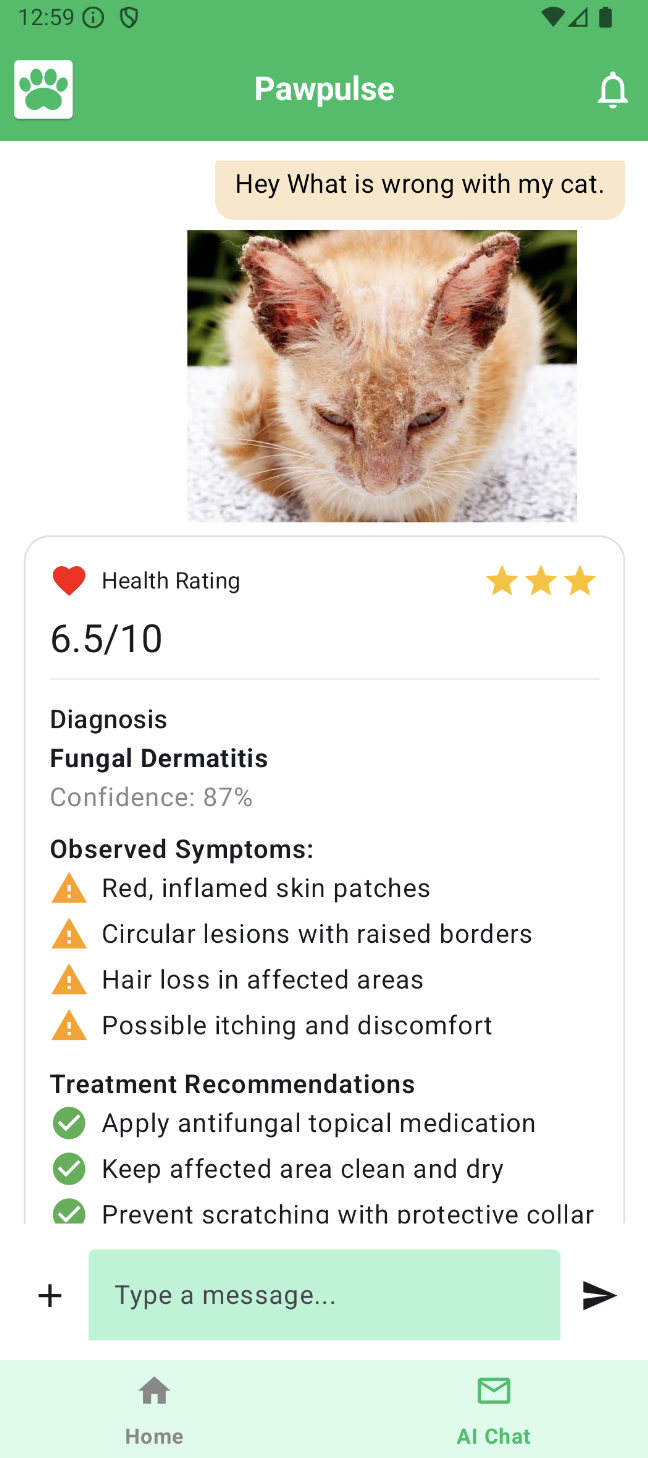 12:59
Pawpulse
Hey What is wrong with my cat.
Health Rating
6.5/10
Diagnosis
Fungal Dermatitis
Confidence: 87%
Observed Symptoms:
Red, inflamed skin patches
Circular lesions with raised borders
Hair loss in affected areas
Possible itching and discomfort
Treatment Recommendations
Apply antifungal topical medication
Keep affected area clean and dry
Prevent scratching with protective collar
Type a message...
Home
AI Chat